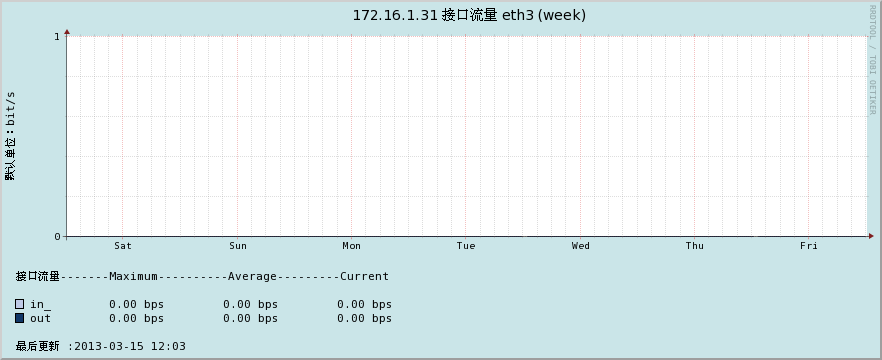 172.16.1.31 接口流量 eth3 (week)
RRDTOOL / TOBI OETIKER
默认单位：bit/s
1
0
Sat Sun Mon Tue Wed Thu Fri
接口流量-------Maximum----------Average---------Current
in_ 0.00 bps 0.00 bps 0.00 bps
out 0.00 bps 0.00 bps 0.00 bps
最后更新 :2013-03-15 12:03